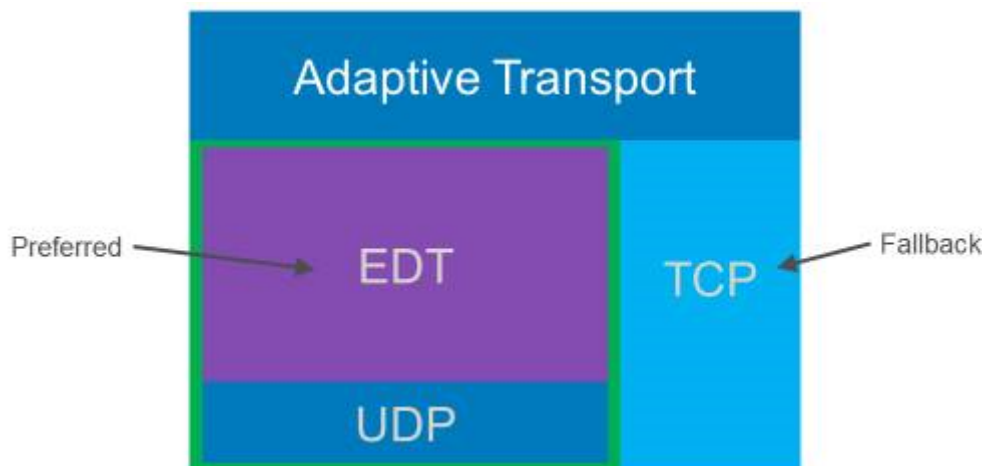 Adaptive Transport
Preferred
EDT
TCP
Fallback
UDP